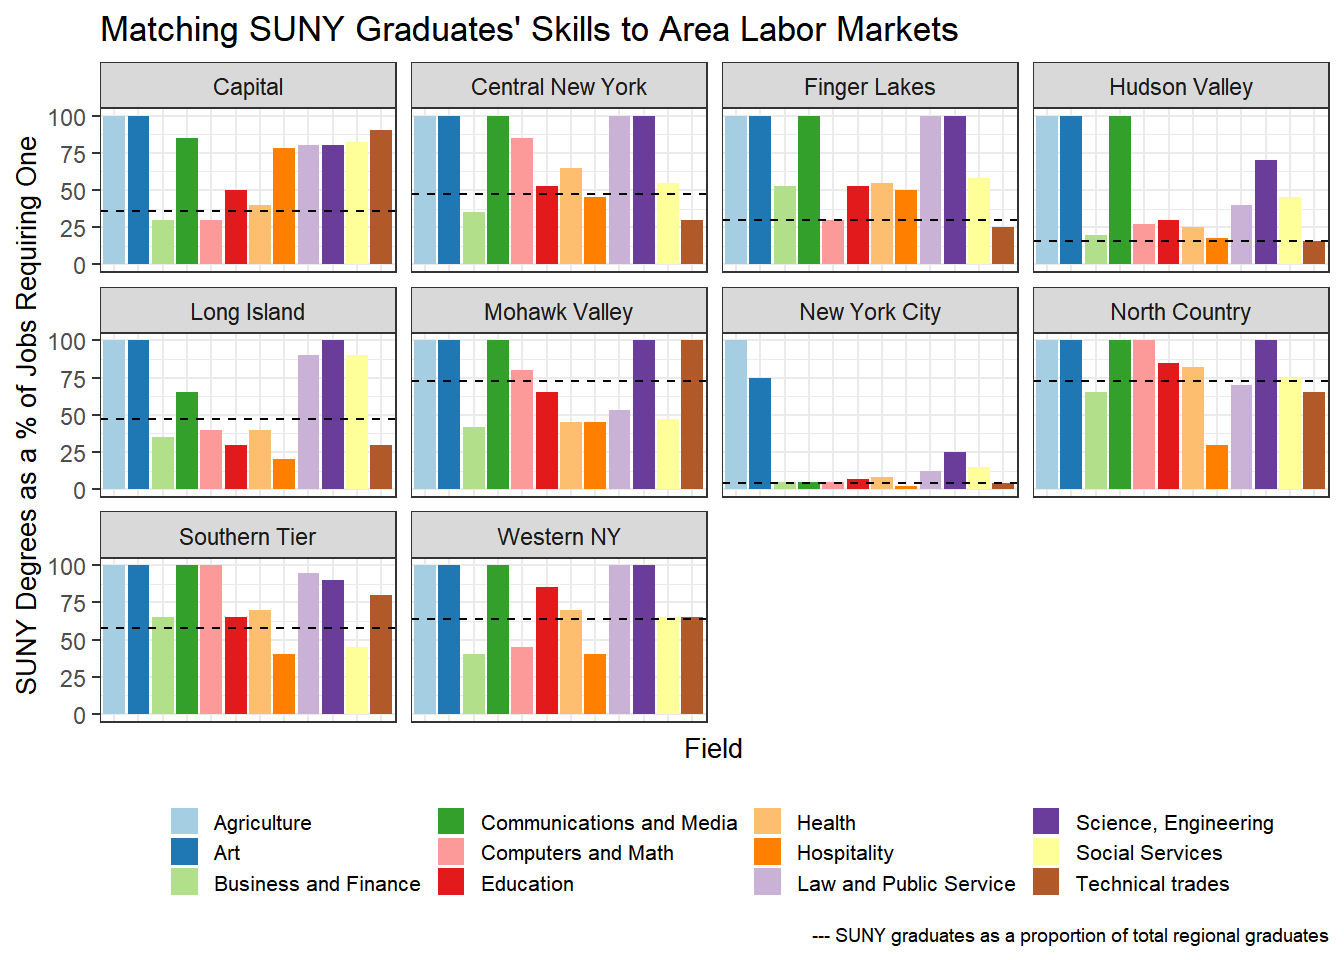 Matching SUNY Graduates' Skills to Area Labor Markets
SUNY Degrees as a % of Jobs Requiring One
Capital
Central New York
Finger Lakes
Hudson Valley
100
75
50
25
0
Long Island
Mohawk Valley
New York City
North Country
100
75
50
25
0
Southern Tier
Western NY
100
75
50
25
0
Field
Agriculture
Art
Business and Finance
Communications and Media
Computers and Math
Education
Health
Hospitality
Law and Public Service
Science, Engineering
Social Services
Technical trades
--- SUNY graduates as a proportion of total regional graduates